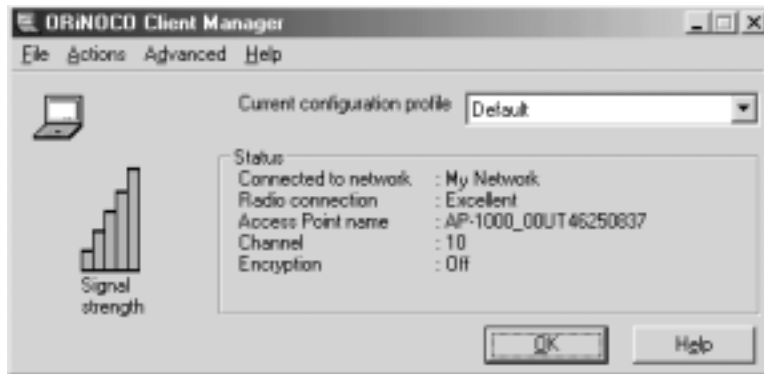 ORiNOCO Client Manager
File Actions Advanced Help
Current configuration profile Default
Status
Connected to network : My Network
Radio connection : Excellent
Access Point name : AP-1000_00UT46250837
Channel : 10
Encryption : Off
Signal
strength
OK Help